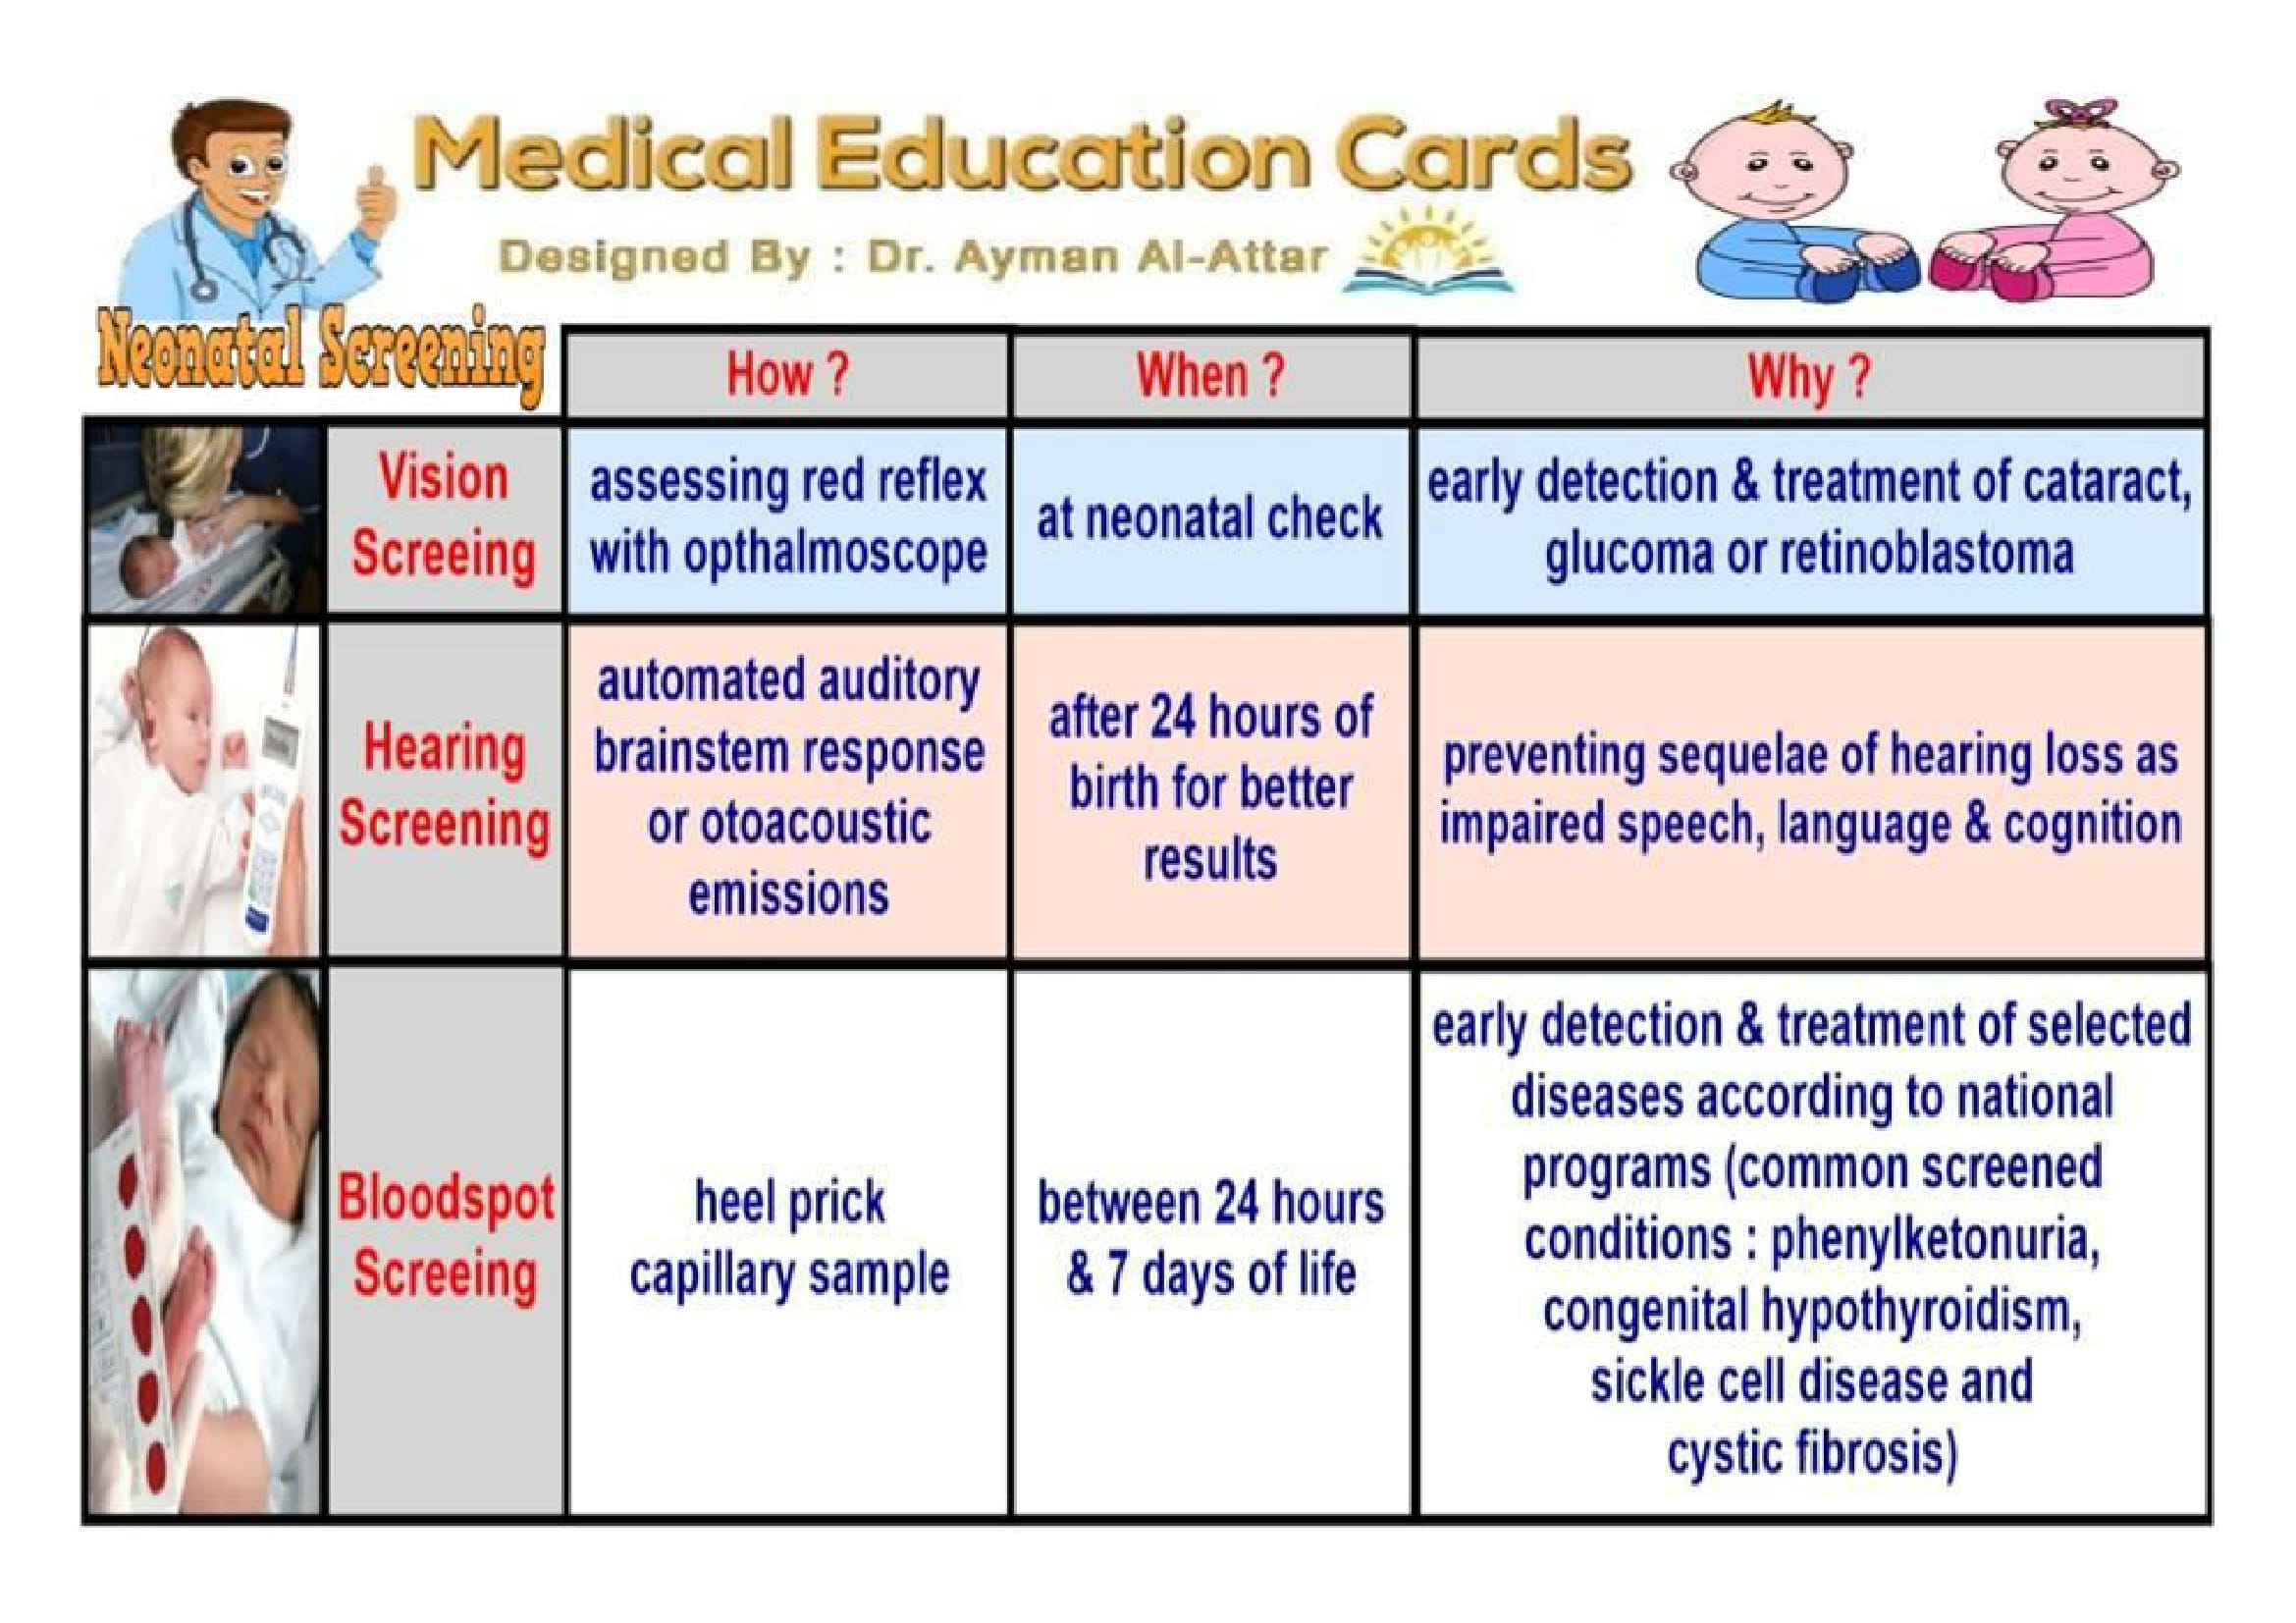 Medical Education Cards
Designed By : Dr. Ayman Al-Attar
Neonatal Screening
How ?
When ?
Why ?
Vision
Screeing
assessing red reflex
with opthalmoscope
at neonatal check
early detection & treatment of cataract,
glucoma or retinoblastoma
Hearing
Screening
automated auditory
brainstem response
or otoacoustic
emissions
after 24 hours of
birth for better
results
preventing sequelae of hearing loss as
impaired speech, language & cognition
Bloodspot
Screeing
heel prick
capillary sample
between 24 hours
& 7 days of life
early detection & treatment of selected
diseases according to national
programs (common screened
conditions : phenylketonuria,
congenital hypothyroidism,
sickle cell disease and
cystic fibrosis)